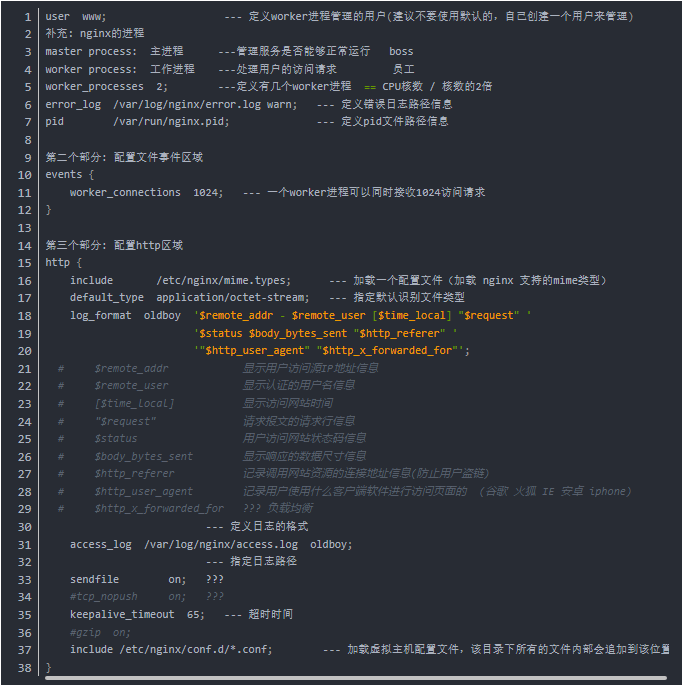 1 user  www;                   --- 定义worker进程管理的用户(建议不要使用默认的，自已创建一个用户来管理)
2 补充: nginx的进程
3 master process:  主进程     ---管理服务是否能够正常运行   boss
4 worker process:  工作进程    ---处理用户的访问请求         员工
5 worker_processes  2;        ---定义有几个worker进程  == CPU核数 / 核数的2倍
6 error_log  /var/log/nginx/error.log warn;   --- 定义错误日志路径信息
7 pid        /var/run/nginx.pid;              --- 定义pid文件路径信息
8
9 第二个部分: 配置文件事件区域
10 events {
11     worker_connections  1024;   --- 一个worker进程可以同时接收1024访问请求
12 }
13
14 第三个部分: 配置http区域
15 http {
16     include       /etc/nginx/mime.types;      --- 加载一个配置文件（加载 nginx 支持的mime类型）
17     default_type  application/octet-stream;   --- 指定默认识别文件类型
18     log_format  oldboy  '$remote_addr - $remote_user [$time_local] "$request" '
19                         '$status $body_bytes_sent "$http_referer" '
20                         '"$http_user_agent" "$http_x_forwarded_for"';
21   #     $remote_addr            显示用户访问源IP地址信息
22   #     $remote_user            显示认证的用户名信息
23   #     [$time_local]           显示访问网站时间
24   #     "$request"              请求报文的请求行信息
25   #     $status                 用户访问网站状态码信息
26   #     $body_bytes_sent        显示响应的数据尺寸信息
27   #     $http_referer           记录调用网站资源的连接地址信息(防止用户盗链)
28   #     $http_user_agent        记录用户使用什么客户端软件进行访问页面的  (谷歌 火狐 IE 安卓 iphone)
29   #     $http_x_forwarded_for   ??? 负载均衡
30                           --- 定义日志的格式
31     access_log  /var/log/nginx/access.log  oldboy;
32                           --- 指定日志路径
33     sendfile        on;   ???
34     #tcp_nopush     on;   ???
35     keepalive_timeout  65;   --- 超时时间
36     #gzip  on;
37     include /etc/nginx/conf.d/*.conf;        --- 加载虚拟主机配置文件，该目录下所有的文件内部会追加到该位置
38 }